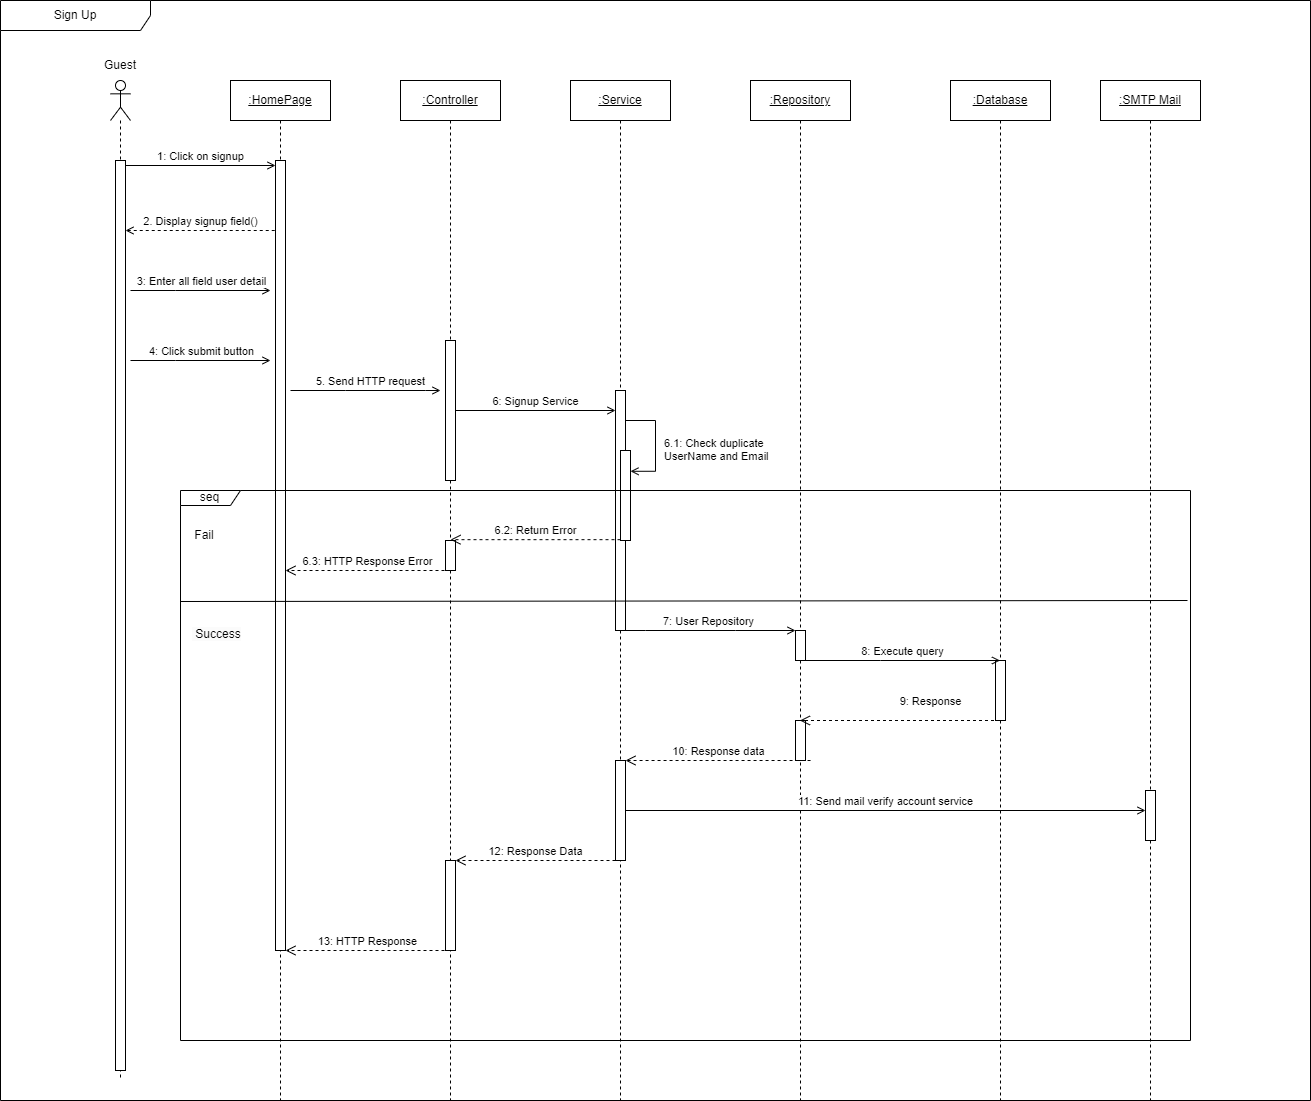 Sign Up
Guest
:HomePage
:Controller
:Service
:Repository
:Database
:SMTP Mail
1: Click on signup
2. Display signup field()
3: Enter all field user detail
4: Click submit button
5. Send HTTP request
6: Signup Service
6.1: Check duplicate
UserName and Email
seq
Fail
6.2: Return Error
6.3: HTTP Response Error
Success
7: User Repository
8: Execute query
9: Response
10: Response data
11: Send mail verify account service
12: Response Data
13: HTTP Response